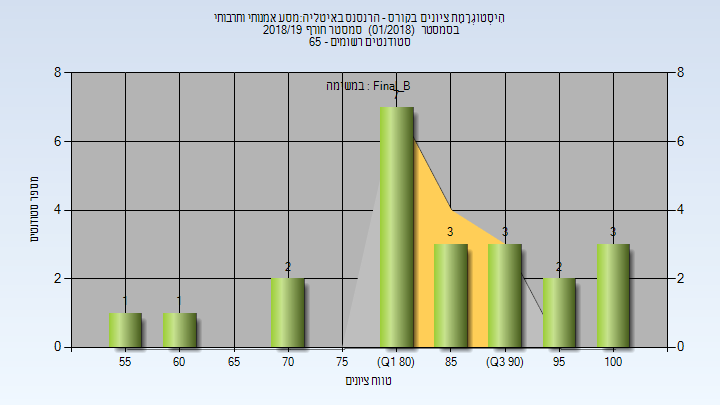 הִיסְטוֹגְרָמַת ציונים בקורס - הרנסנס באיטליה:מסע אמנותי ותרבותי
בסמסטר (01/2018) סמסטר חורף 2018/19
סטודנטים רשומים - 65
במשימה : Final_B
8 8
7
6 6
מספר סטודנטים
4 4
3 3 3
2 2
2 2
1 1
0 0
55 60 65 70 75 (Q1 80) 85 (Q3 90) 95 100
טווח ציונים